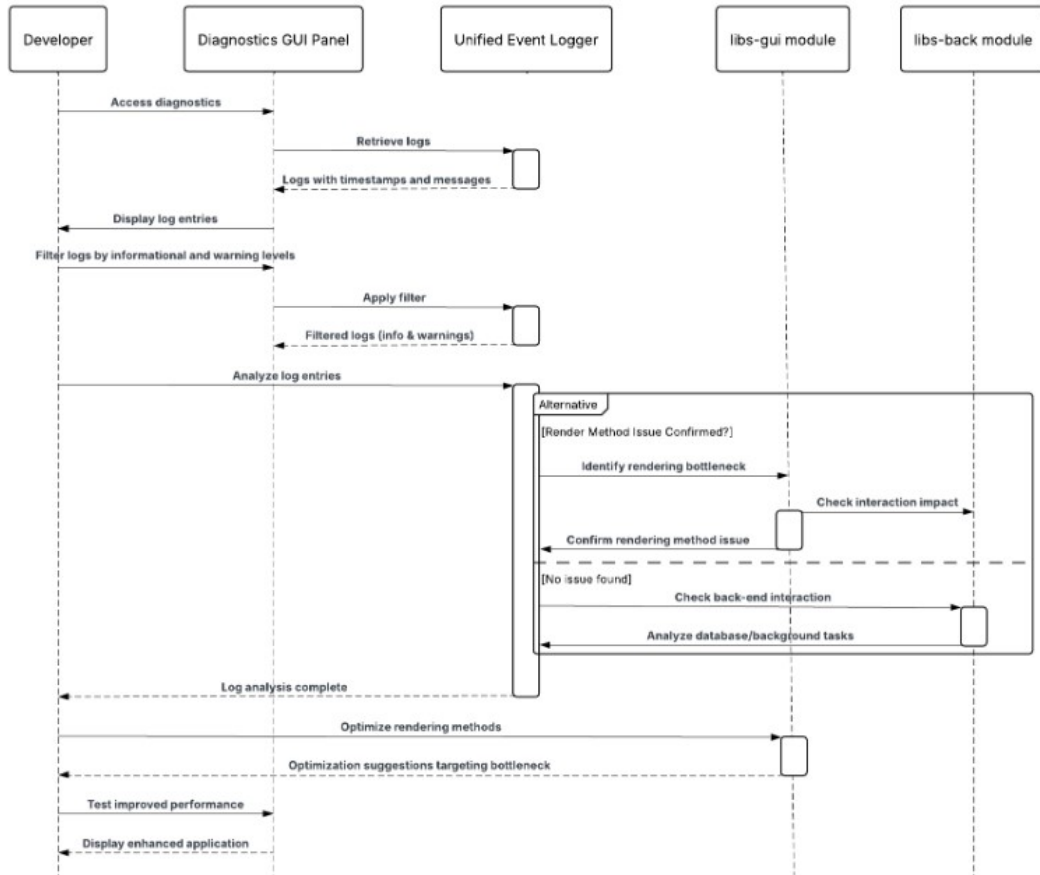 Developer
Diagnostics GUI Panel
Unified Event Logger
libs-gui module
libs-back module
Access diagnostics
Retrieve logs
Logs with timestamps and messages
Display log entries
Filter logs by informational and warning levels
Apply filter
Filtered logs (info & warnings)
Analyze log entries
Alternative
[Render Method Issue Confirmed?]
Identify rendering bottleneck
Check interaction impact
Confirm rendering method issue
[No issue found]
Check back-end interaction
Analyze database/background tasks
Log analysis complete
Optimize rendering methods
Optimization suggestions targeting bottleneck
Test improved performance
Display enhanced application